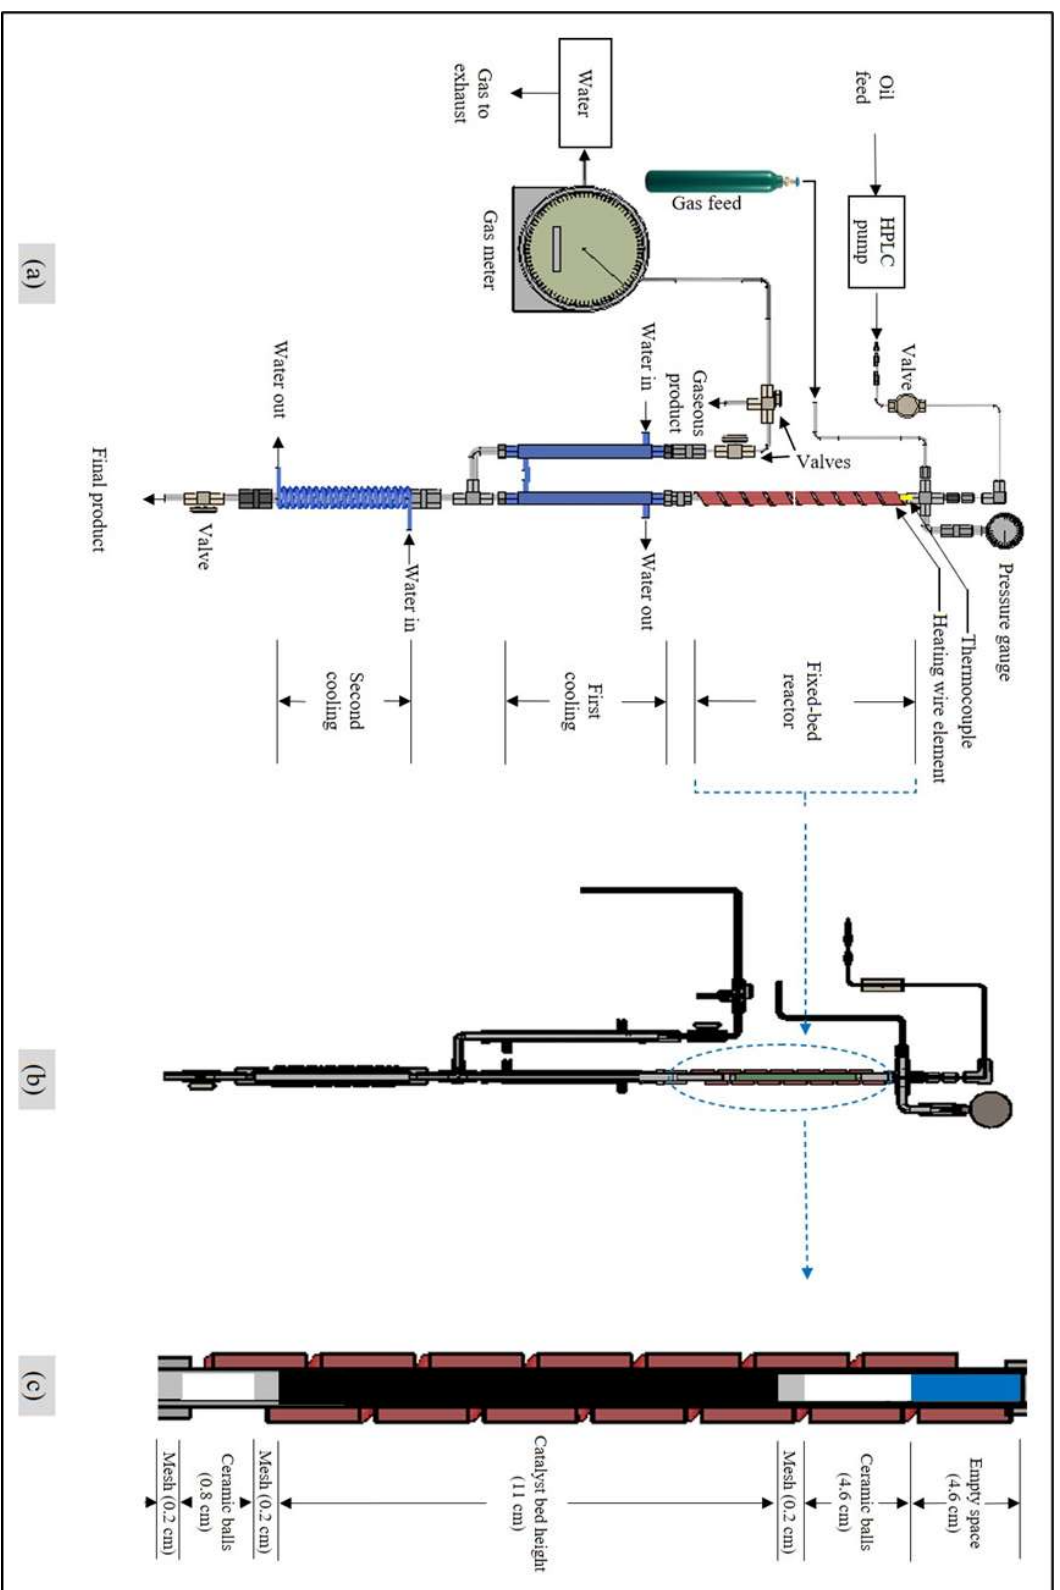 Oil
feed
HPLC
pump
Valve
Pressure gauge
Thermocouple
Heating wire element
Gas feed
Water
Gas to
exhaust
Gas meter
Valves
Gaseous
product
Water in
Water out
Fixed-bed
reactor
First
cooling
Water in
Second
cooling
Water out
Valve
Final product
(a)
(b)
Empty space
(4.6 cm)
Ceramic balls
(4.6 cm)
Mesh (0.2 cm)
Catalyst bed height
(11 cm)
Mesh (0.2 cm)
Ceramic balls
(0.8 cm)
Mesh (0.2 cm)
(c)